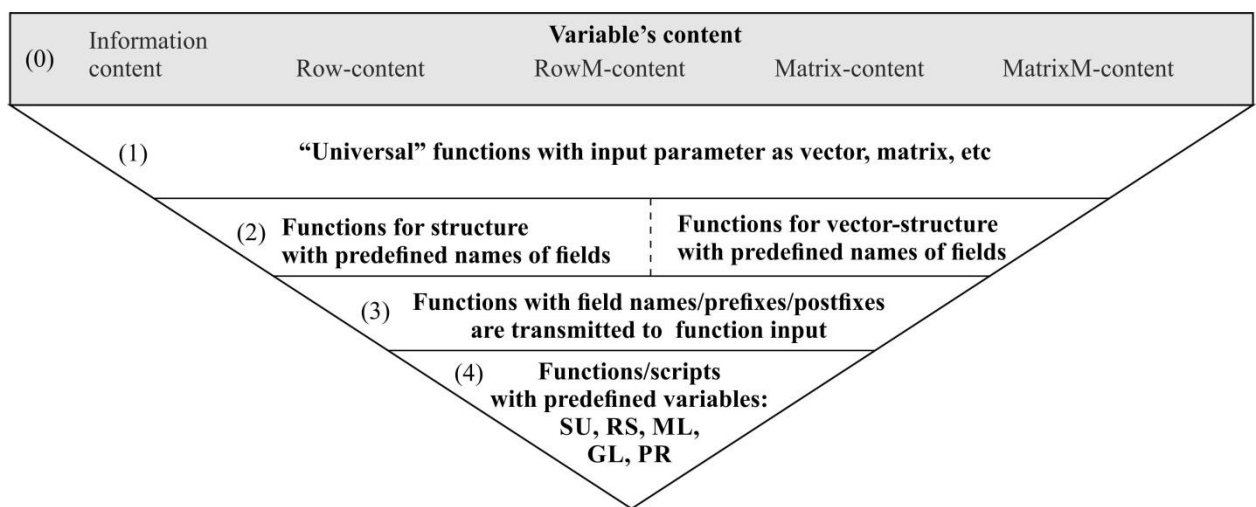 Variable’s content
(0)
Information
content
Row-content
RowM-content
Matrix-content
MatrixM-content
(1)
“Universal” functions with input parameter as vector, matrix, etc
(2)
Functions for structure
with predefined names of fields
Functions for vector-structure
with predefined names of fields
(3)
Functions with field names/prefixes/postfixes
are transmitted to function input
(4)
Functions/scripts
with predefined variables:
SU, RS, ML,
GL, PR